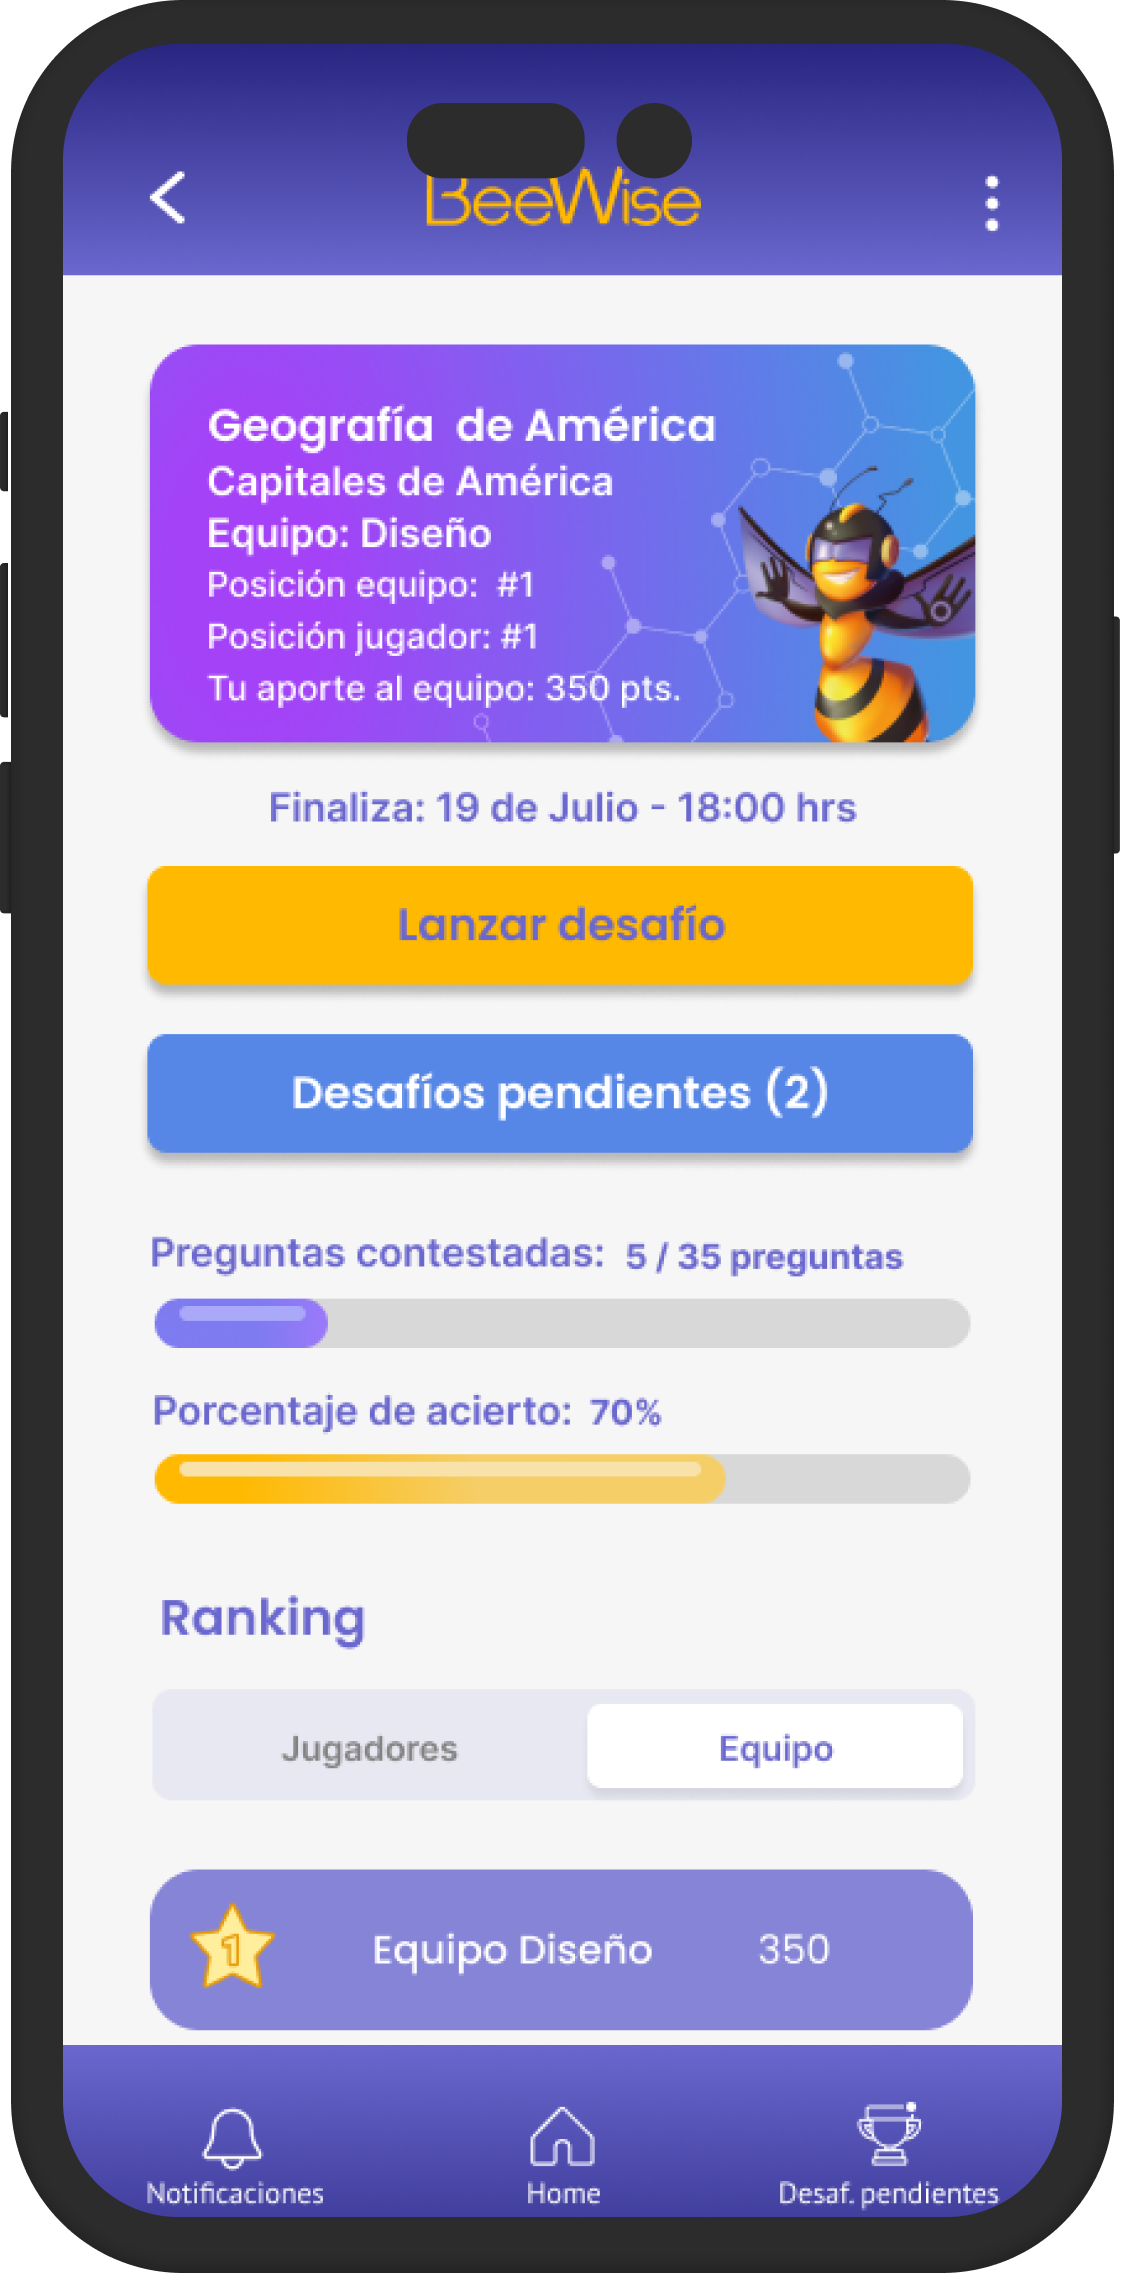 BeeWise
Geografía de América
Capitales de América
Equipo: Diseño
Posición equipo: #1
Posición jugador: #1
Tu aporte al equipo: 350 pts.
Finaliza: 19 de Julio - 18:00 hrs
Lanzar desafío
Desafíos pendientes (2)
Preguntas contestadas: 5 / 35 preguntas
Porcentaje de acierto: 70%
Ranking
Jugadores Equipo
1 Equipo Diseño 350
Notificaciones Home Desaf. pendientes